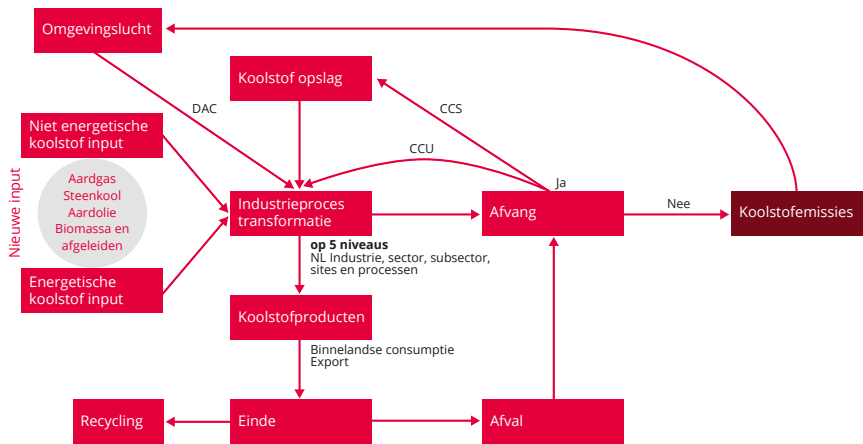 Omgevingslucht
Koolstof opslag
DAC
CCS
Niet energetische
koolstof input
CCU
Nieuwe input
Aardgas
Steenkool
Aardolie
Biomassa en
afgeleiden
Ja
Industrieproces
transformatie
Afvang
Nee
Koolstofemissies
op 5 niveaus
NL Industrie, sector, subsector,
sites en processen
Energetische
koolstof input
Koolstofproducten
Binnelandse consumptie
Export
Recycling
Einde
Afval